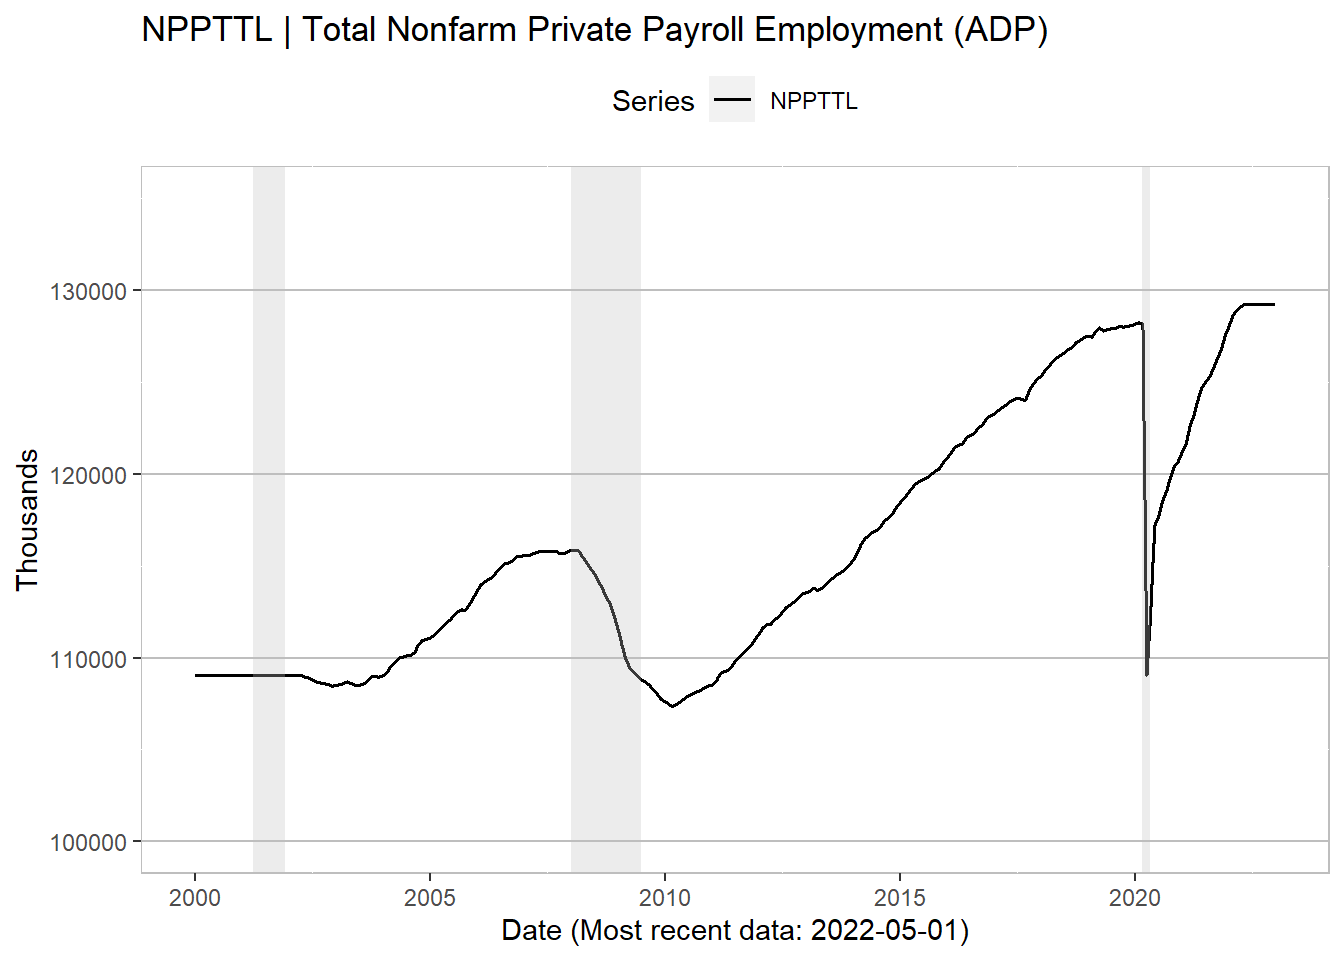 NPPTTL | Total Nonfarm Private Payroll Employment (ADP)
Series NPPTTL
130000
120000
110000
100000
Thousands
2000 2005 2010 2015 2020
Date (Most recent data: 2022-05-01)